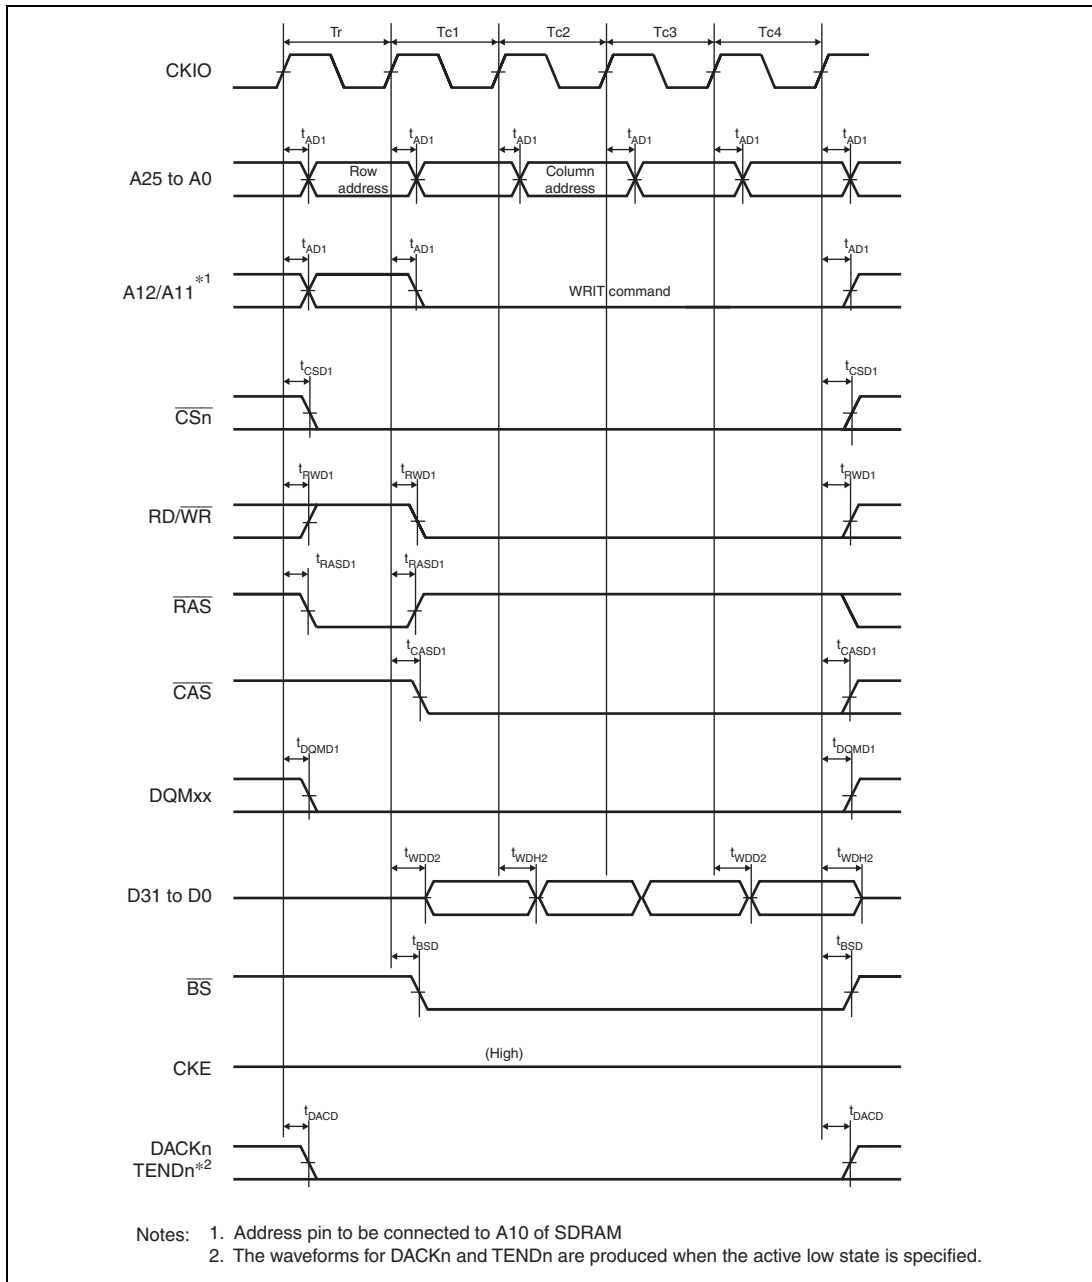 Tr Tc1 Tc2 Tc3 Tc4
CKIO
tAD1 tAD1 tAD1 tAD1 tAD1 tAD1
A25 to A0
Row address
Column address
tAD1 tAD1 tAD1
A12/A11*1
WRIT command
tCSD1 tCSD1
CSn
tRWD1 tRWD1 tRWD1
RD/WR
tRASD1 tRASD1
RAS
tCASD1 tCASD1
CAS
tDQMD1 tDQMD1
DQMxx
tWDD2 tWDH2 tWDD2 tWDH2
D31 to D0
tBSD tBSD
BS
(High)
CKE
tDACD tDACD
DACKn
TENDn*2
Notes: 1. Address pin to be connected to A10 of SDRAM
2. The waveforms for DACKn and TENDn are produced when the active low state is specified.